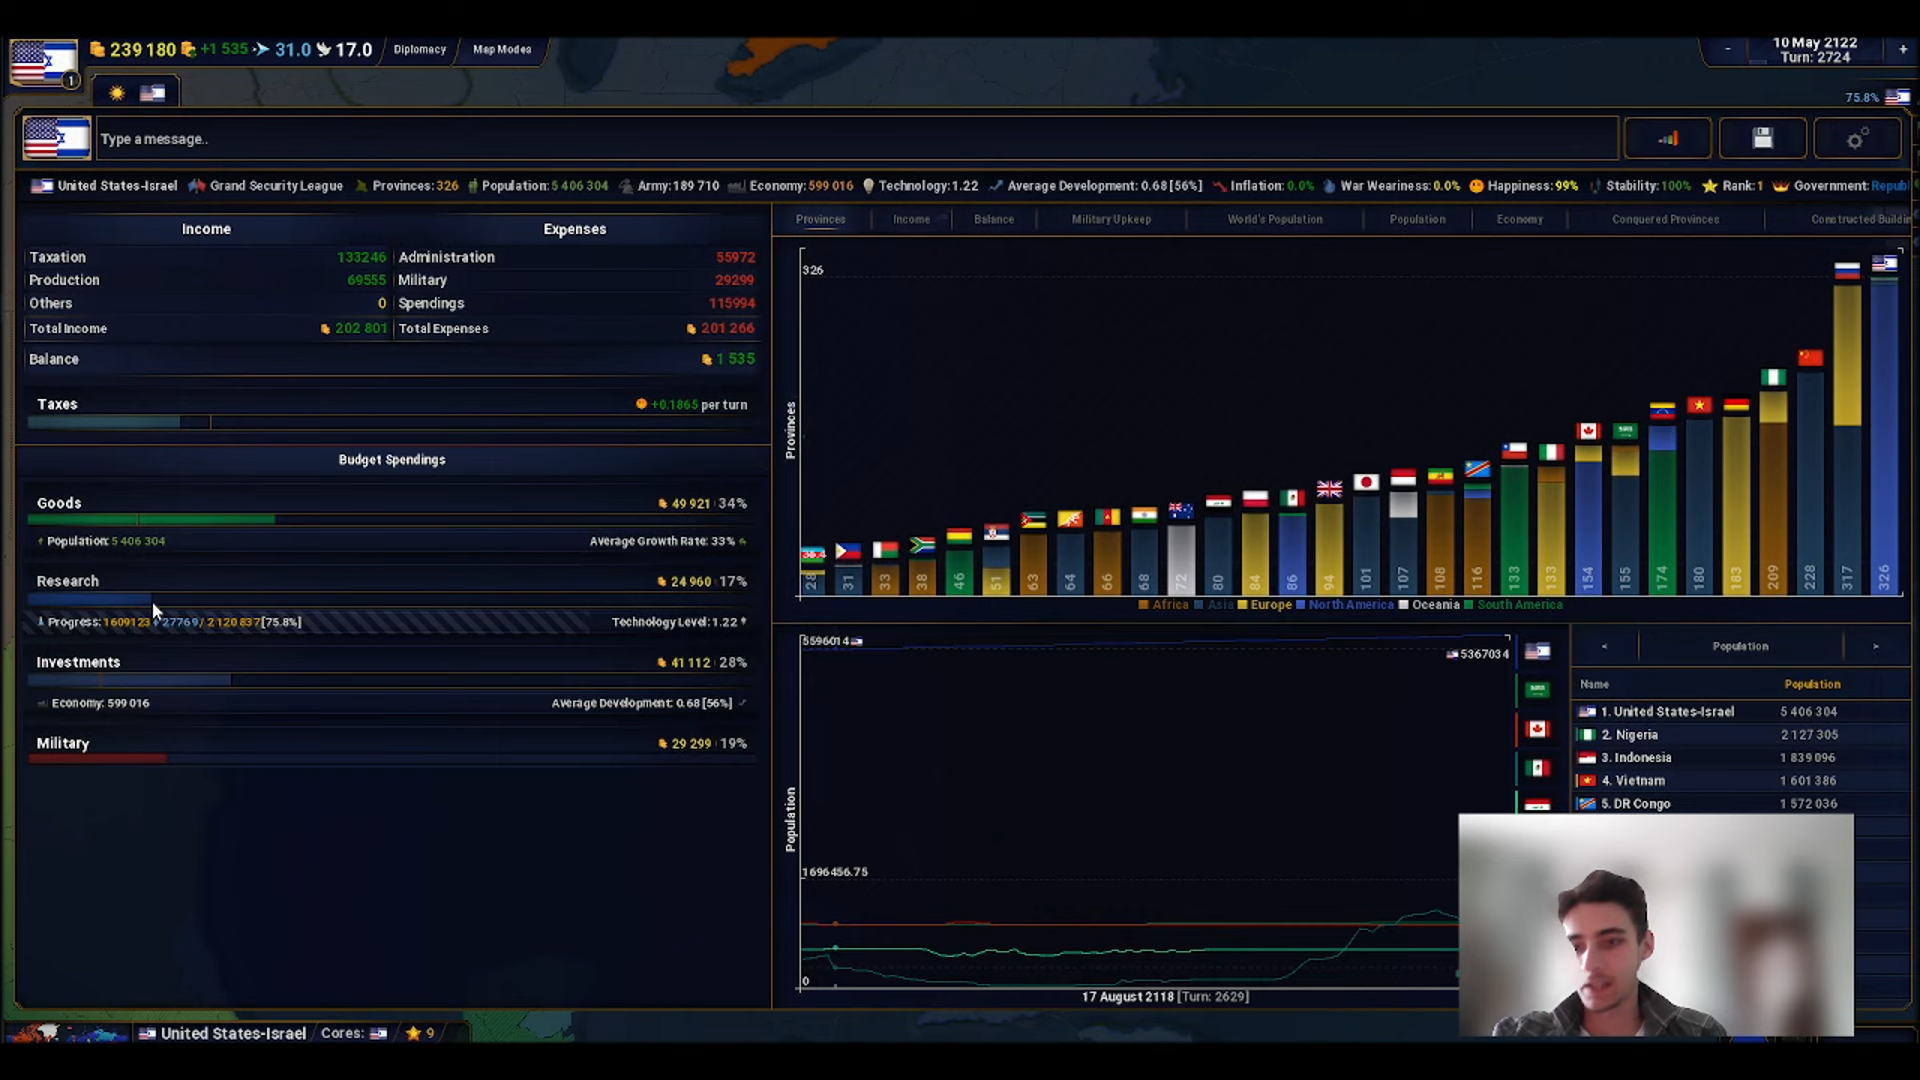 239 180 +1 535 31.0 17.0 Diplomacy Map Modes
- 10 May 2122 +
Turn: 2724
1
75.8%
Type a message..
United States-Israel Grand Security League Provinces: 326 Population: 5 406 304 Army: 189 710 Economy: 599 016 Technology: 1.22 Average Development: 0.68 [56%] Inflation: 0.0% War Weariness: 0.0% Happiness: 99% Stability: 100% Rank: 1 Government: Republ
Income Expenses
Taxation 133246 Administration 55972
Production 69555 Military 29299
Others 0 Spendings 115994
Total Income 202 801 Total Expenses 201 266
Balance 1 535
Taxes +0.1865 per turn
Budget Spendings
Goods 49 921 34%
Population: 5 406 304 Average Growth Rate: 33%
Research 24 960 17%
Progress: 1609123 + 27769 / 2 120 837 [75.8%] Technology Level: 1.22
Investments 41 112 28%
Economy: 599 016 Average Development: 0.68 [56%]
Military 29 299 19%
Provinces Income Balance Military Upkeep World's Population Population Economy Conquered Provinces Constructed Buildin
326
Provinces
28 31 33 38 46 51 63 64 66 68 72 80 84 86 94 101 107 108 116 133 133 154 155 174 180 183 209 228 317 326
Africa Asia Europe North America Oceania South America
5596014
5367034
Population
1696456.75
0
17 August 2118 [Turn: 2629]
< Population >
Name Population
1. United States-Israel 5 406 304
2. Nigeria 2 127 305
3. Indonesia 1 839 096
4. Vietnam 1 601 386
5. DR Congo 1 572 036
United States-Israel Cores: 9